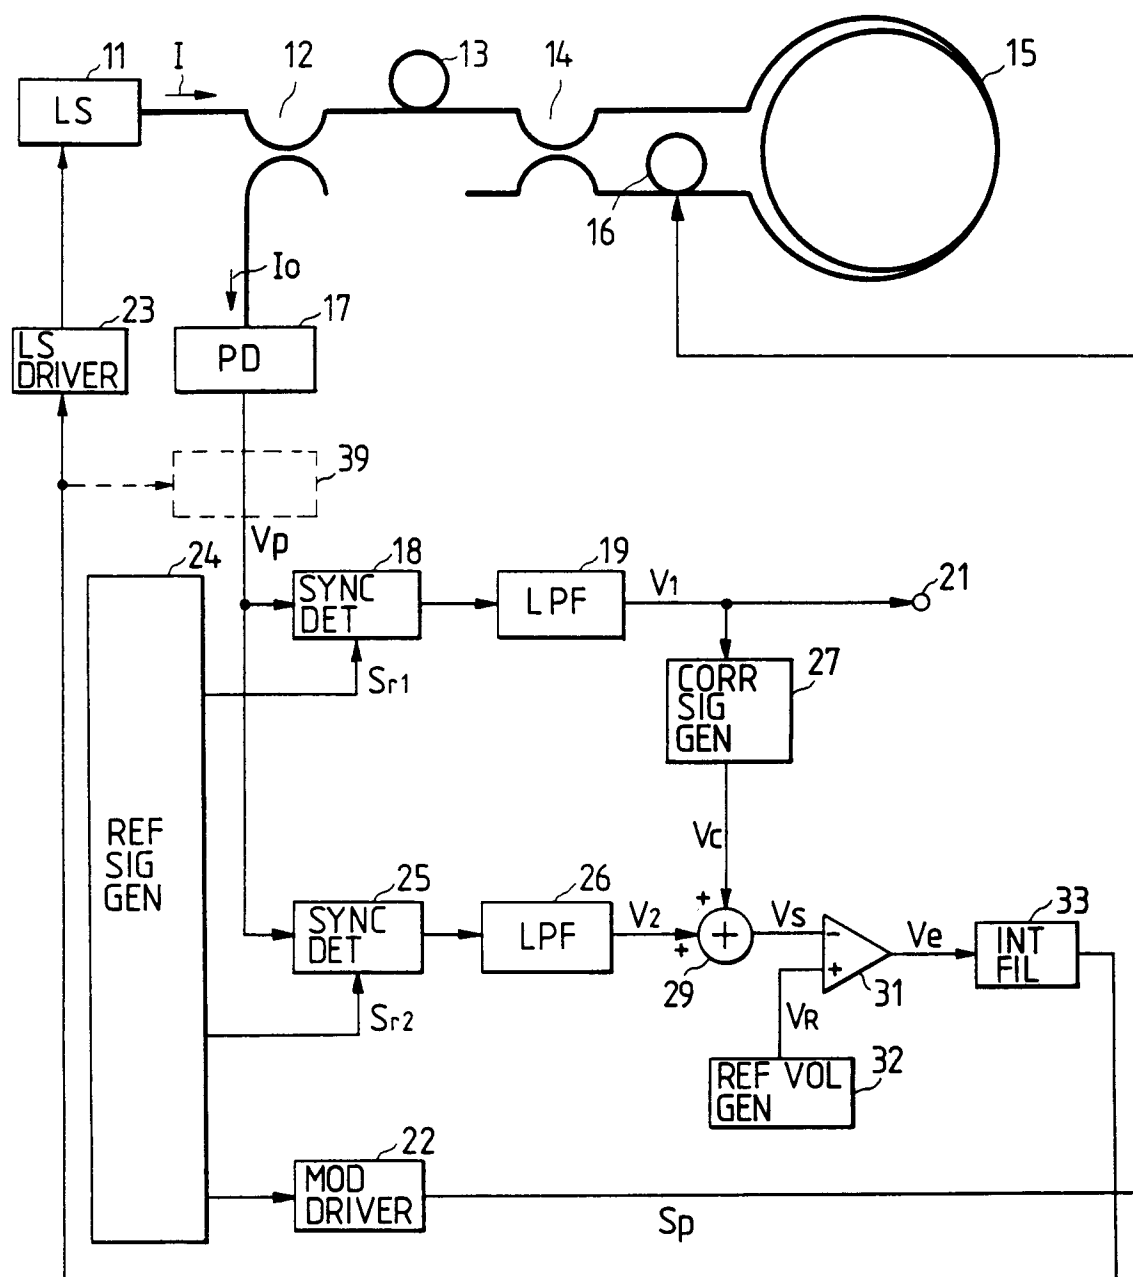 11
I
12
13
14
15
LS
16
Io
23
17
LS
DRIVER
PD
39
Vp
24
18
19
V1
21
SYNC
DET
LPF
Sr1
27
CORR
SIG
GEN
REF
SIG
GEN
Vc
25
26
+
SYNC
DET
LPF
V2
+
+
29
Vs
-
+
31
Ve
33
INT
FIL
Sr2
VR
32
REF VOL
GEN
22
MOD
DRIVER
Sp